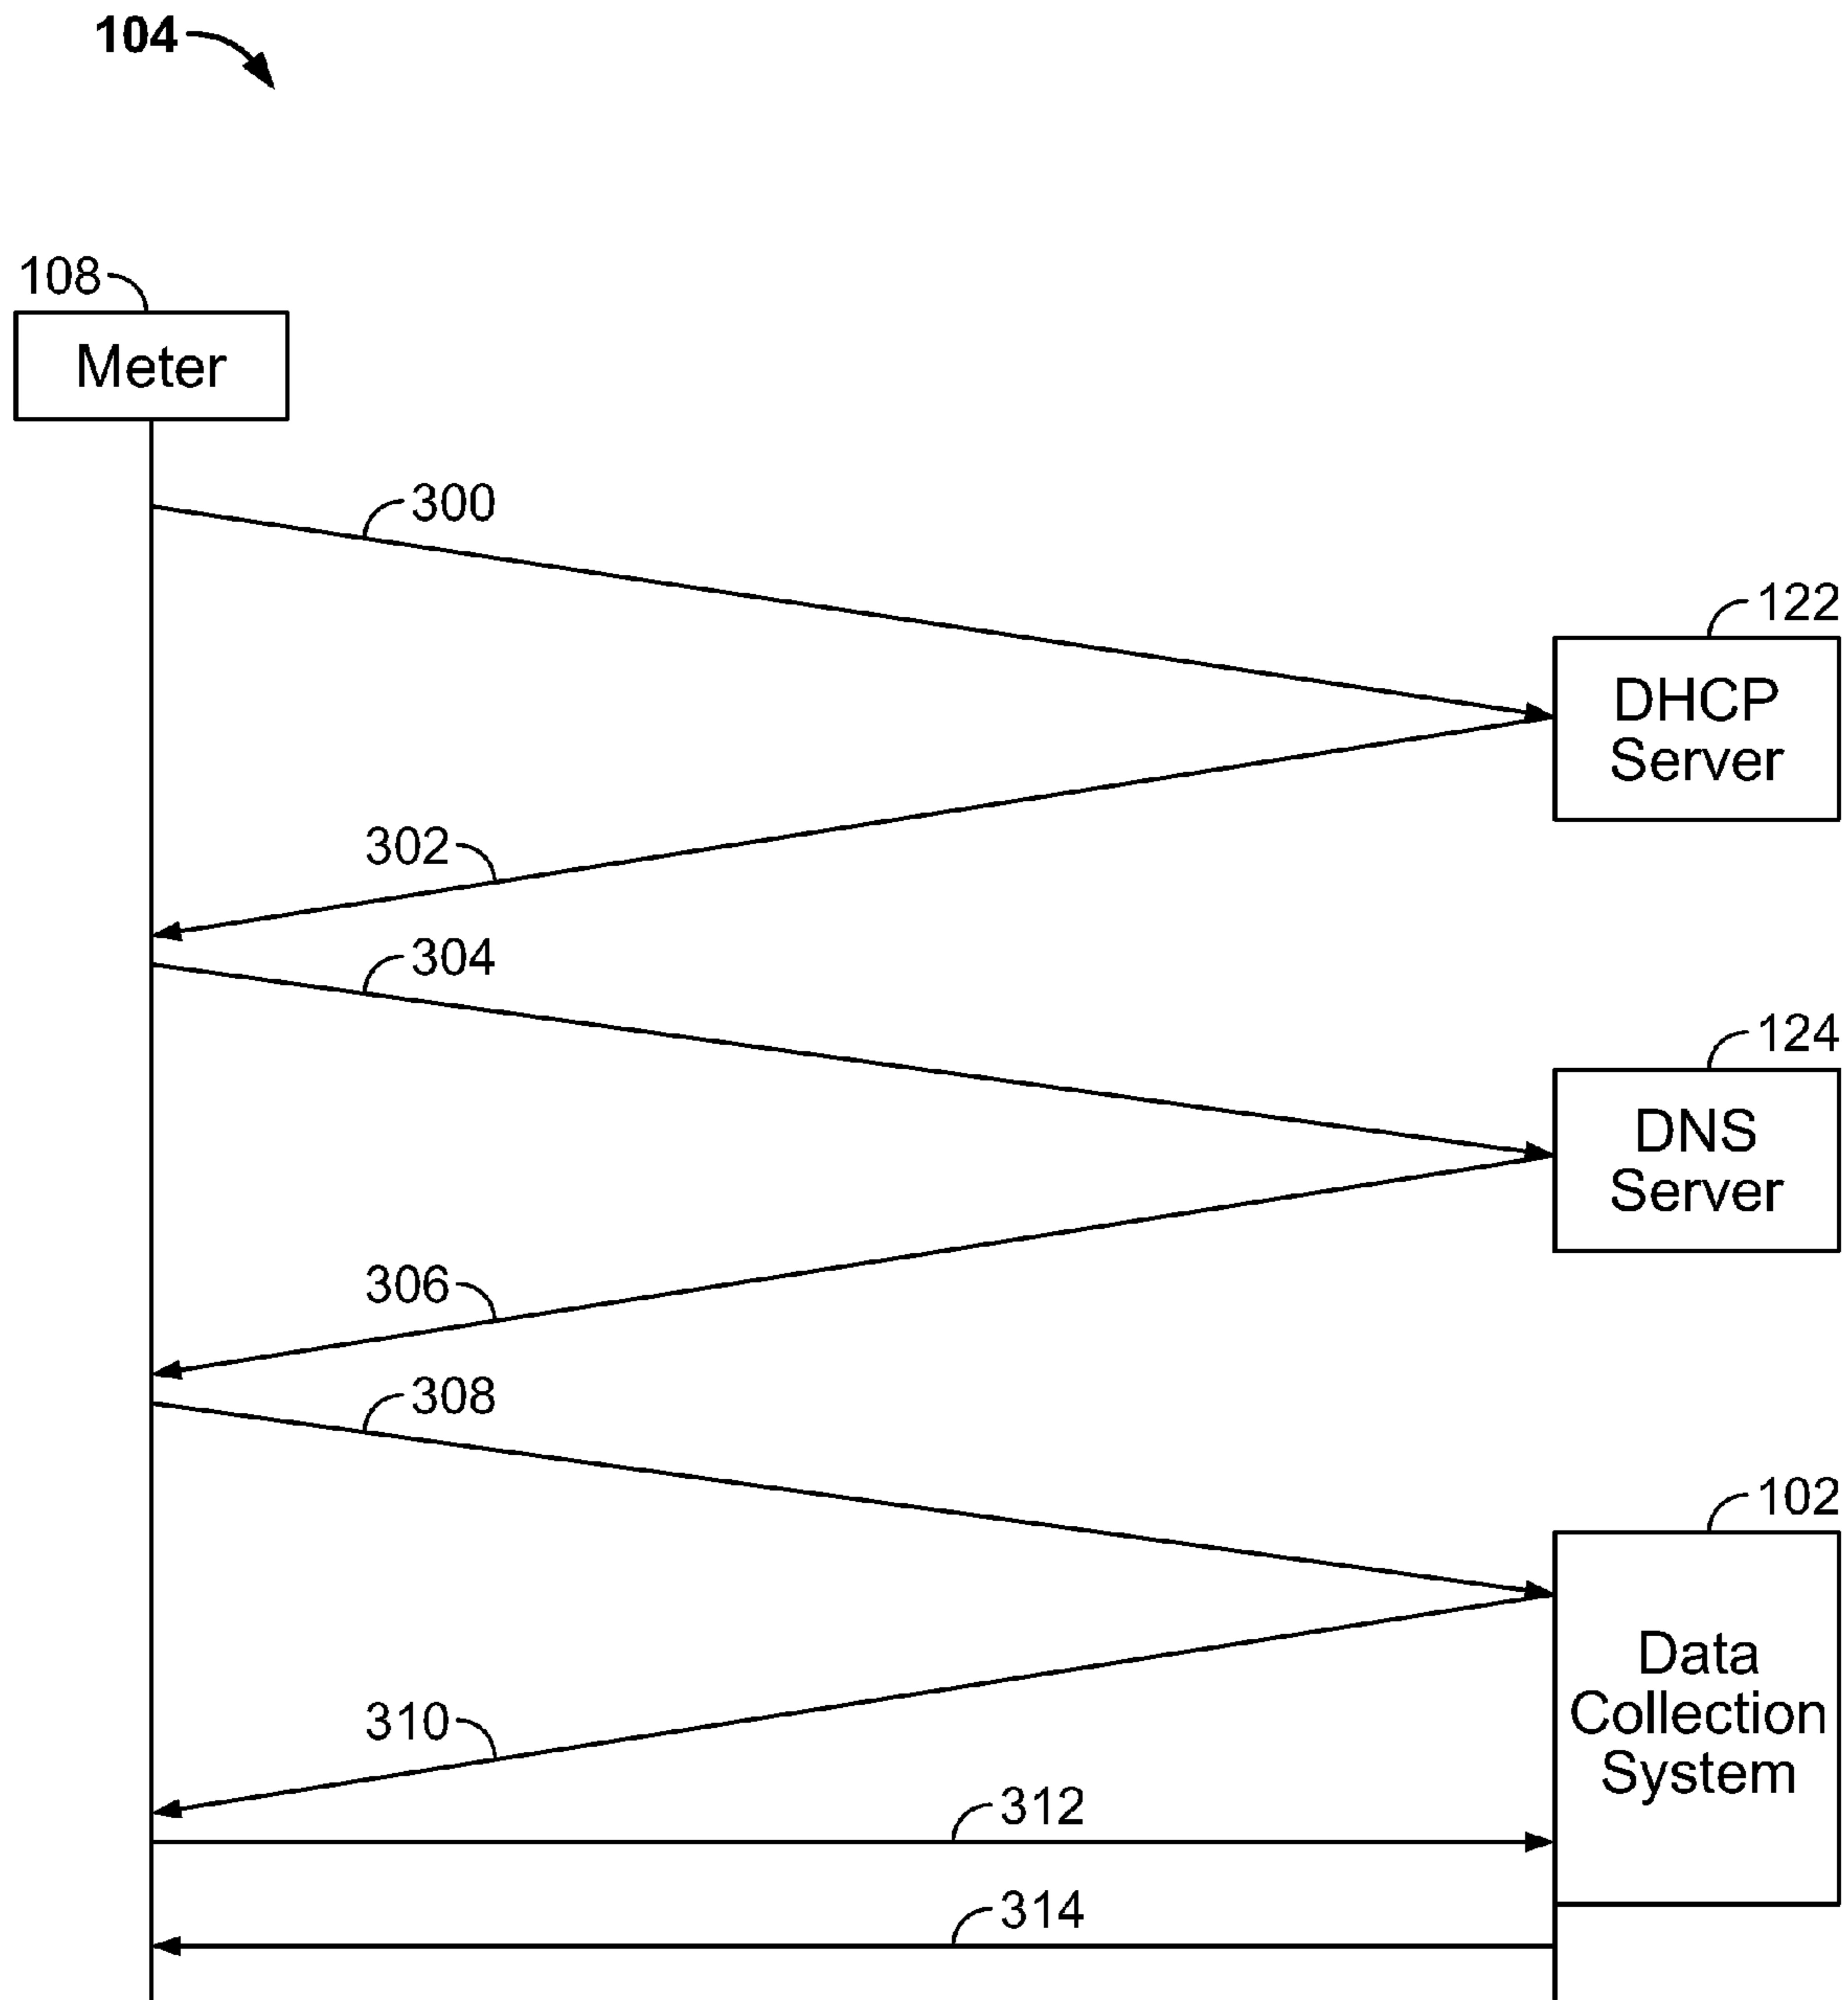 104
108
Meter
300
122
DHCP
Server
302
304
124
DNS
Server
306
308
102
Data
Collection
System
310
312
314